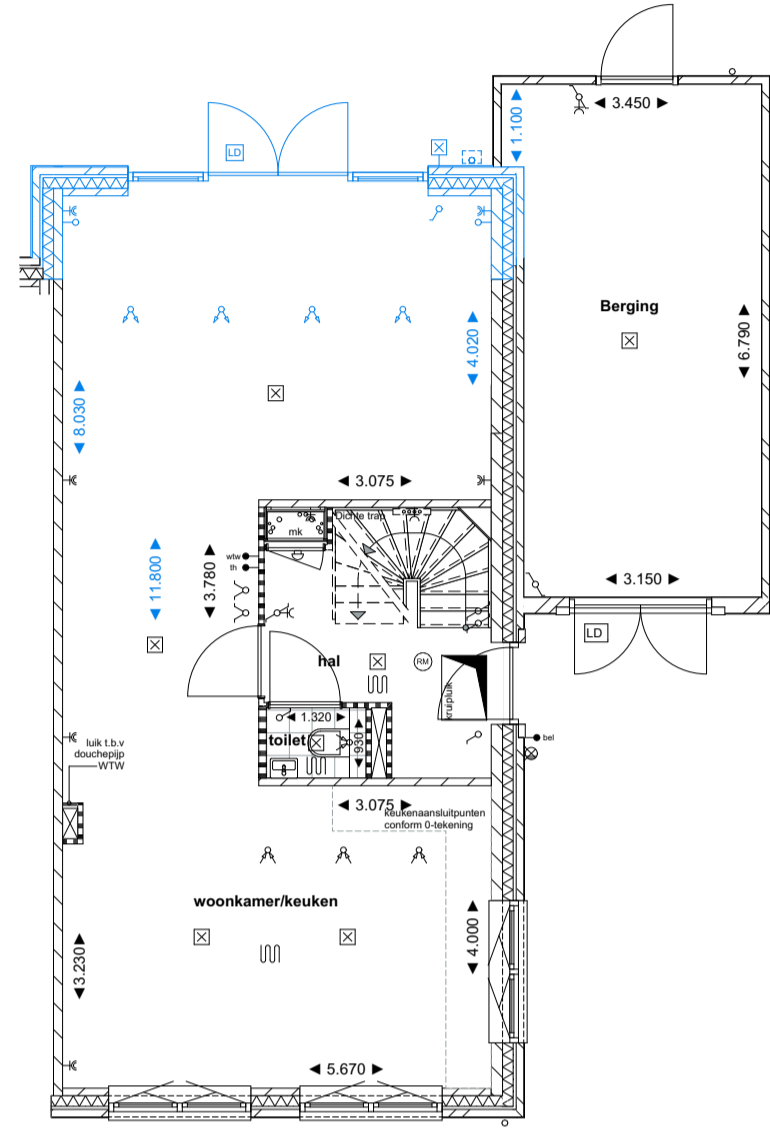 3.450
1.100
LD
Berging
6.790
4.020
8.030
3.075
Dichte trap
mk
wtw
th
3.780
11.800
3.150
LD
hal
RM
kruipluik
1.320
toilet
930
bel
luik t.b.v
douchepijp
WTW
3.075
keukenaansluitpunten
conform 0-tekening
woonkamer/keuken
4.000
3.230
5.670